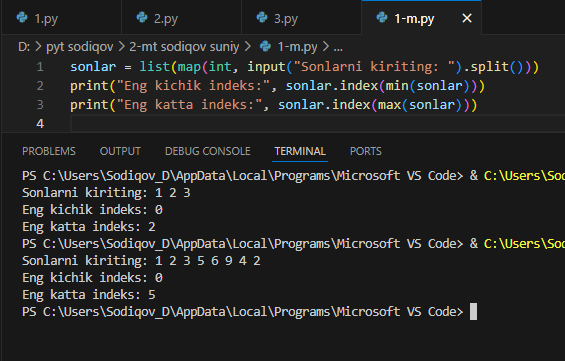 1.py 2.py 3.py 1-m.py
D: > pyt sodiqov > 2-mt sodiqov suniy > 1-m.py > ...
1 sonlar = list(map(int, input("Sonlarni kiriting: ").split()))
2 print("Eng kichik indeks:", sonlar.index(min(sonlar)))
3 print("Eng katta indeks:", sonlar.index(max(sonlar)))
4
PROBLEMS OUTPUT DEBUG CONSOLE TERMINAL PORTS
PS C:\Users\Sodiqov_D\AppData\Local\Programs\Microsoft VS Code> & C:\Users\Sod
Sonlarni kiriting: 1 2 3
Eng kichik indeks: 0
Eng katta indeks: 2
PS C:\Users\Sodiqov_D\AppData\Local\Programs\Microsoft VS Code> & C:\Users\Sod
Sonlarni kiriting: 1 2 3 5 6 9 4 2
Eng kichik indeks: 0
Eng katta indeks: 5
PS C:\Users\Sodiqov_D\AppData\Local\Programs\Microsoft VS Code>